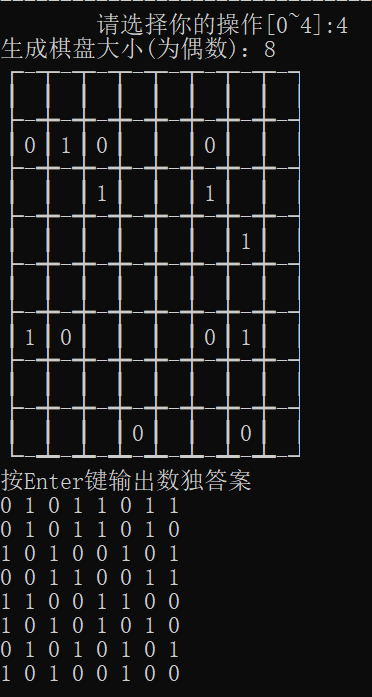 请选择你的操作[0~4]:4
生成棋盘大小(为偶数): 8
0 1 0 0
1 1
1
1 0 0 1
0 0
按Enter键输出数独答案
0 1 0 1 1 0 1 1
0 1 0 1 1 0 1 0
1 0 1 0 0 1 0 1
0 0 1 1 0 0 1 1
1 1 0 0 1 1 0 0
1 0 1 0 1 0 1 0
0 1 0 1 0 1 0 1
1 0 1 0 0 1 0 0